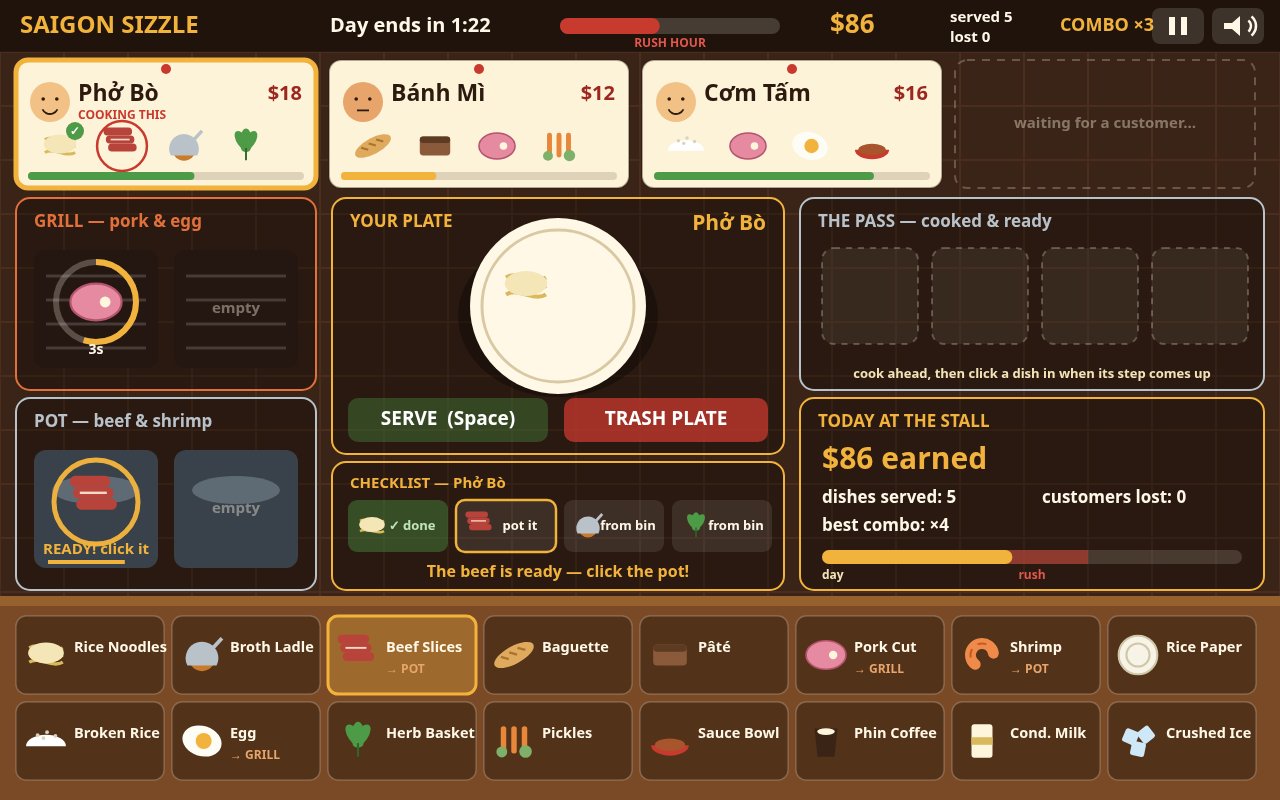 SAIGON SIZZLE
Day ends in 1:22
RUSH HOUR
$86
served 5
lost 0
COMBO ×3
Phở Bò
$18
COOKING THIS
Bánh Mì
$12
Cơm Tấm
$16
waiting for a customer...
GRILL — pork & egg
3s
empty
YOUR PLATE
Phở Bò
SERVE (Space)
TRASH PLATE
THE PASS — cooked & ready
cook ahead, then click a dish in when its step comes up
POT — beef & shrimp
READY! click it
empty
CHECKLIST — Phở Bò
✓ done
pot it
from bin
from bin
The beef is ready — click the pot!
TODAY AT THE STALL
$86 earned
dishes served: 5
customers lost: 0
best combo: ×4
day
rush
Rice Noodles
Broth Ladle
Beef Slices
→ POT
Baguette
Pâté
Pork Cut
→ GRILL
Shrimp
→ POT
Rice Paper
Broken Rice
Egg
→ GRILL
Herb Basket
Pickles
Sauce Bowl
Phin Coffee
Cond. Milk
Crushed Ice